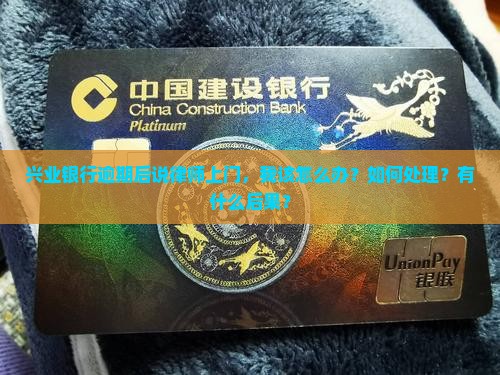 中国建设银行
China Construction Bank
Platinum
兴业银行逾期后说律师上门，我该怎么办？如何处理？有
什么后果？
UnionPay
银联